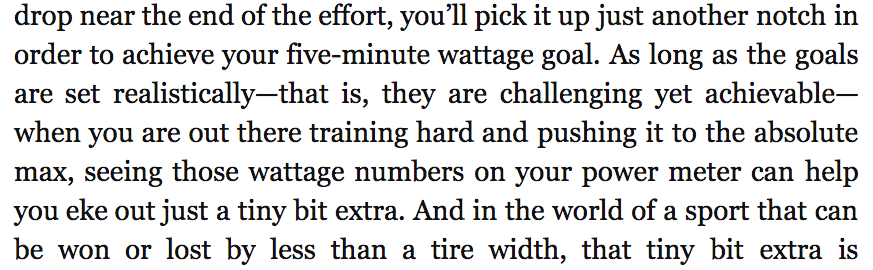 drop near the end of the effort, you’ll pick it up just another notch in
order to achieve your five-minute wattage goal. As long as the goals
are set realistically—that is, they are challenging yet achievable—
when you are out there training hard and pushing it to the absolute
max, seeing those wattage numbers on your power meter can help
you eke out just a tiny bit extra. And in the world of a sport that can
be won or lost by less than a tire width, that tiny bit extra is